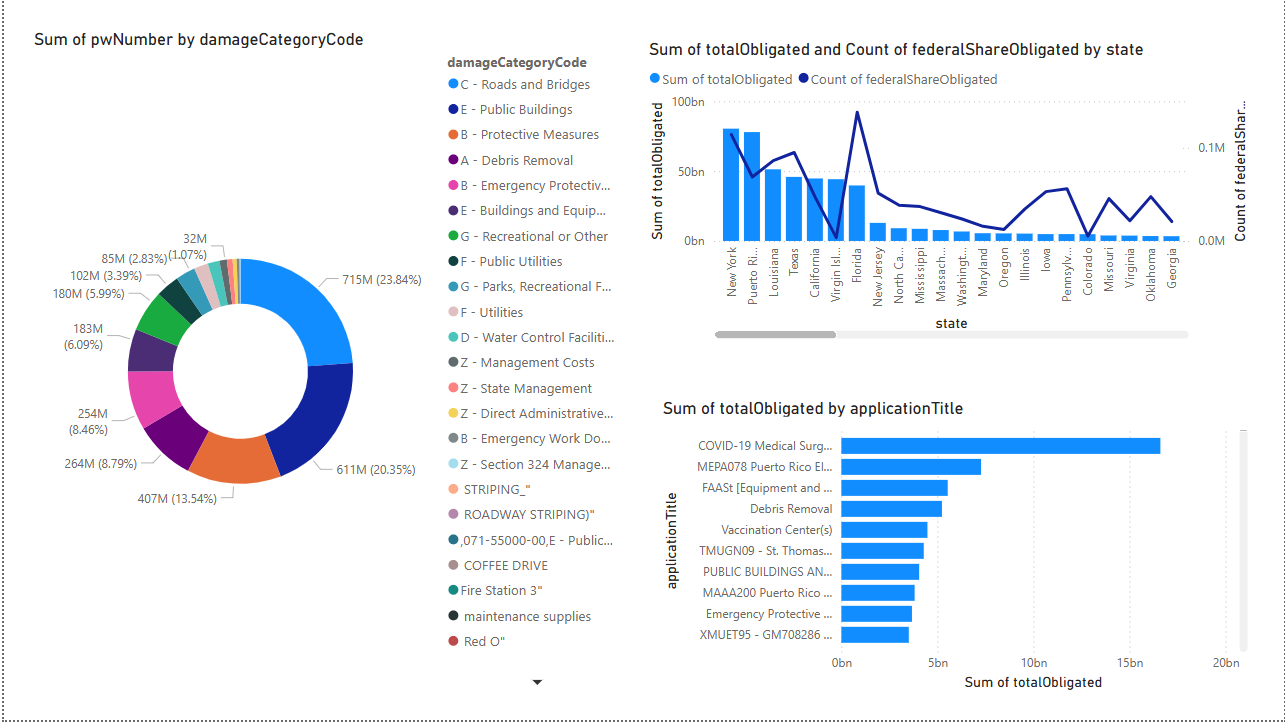 Sum of pwNumber by damageCategoryCode
32M
(1.07%)
85M (2.83%)
102M (3.39%)
180M (5.99%)
183M
(6.09%)
254M
(8.46%)
264M (8.79%)
407M (13.54%)
611M (20.35%)
715M (23.84%)
damageCategoryCode
C - Roads and Bridges
E - Public Buildings
B - Protective Measures
A - Debris Removal
B - Emergency Protectiv...
E - Buildings and Equip...
G - Recreational or Other
F - Public Utilities
G - Parks, Recreational F...
F - Utilities
D - Water Control Faciliti...
Z - Management Costs
Z - State Management
Z - Direct Administrative...
B - Emergency Work Do...
Z - Section 324 Manage...
STRIPING_"
ROADWAY STRIPING)"
,071-55000-00,E - Public...
COFFEE DRIVE
Fire Station 3"
maintenance supplies
Red O"
Sum of totalObligated and Count of federalShareObligated by state
Sum of totalObligated
Count of federalShareObligated
Sum of totalObligated
100bn
50bn
0bn
0.1M
0.0M
Count of federalShar...
New York
Puerto Ri...
Louisiana
Texas
California
Virgin Isl...
Florida
New Jersey
North Ca...
Mississippi
Massach...
Washingt...
Maryland
Oregon
Illinois
Iowa
Pennsylv...
Colorado
Missouri
Virginia
Oklahoma
Georgia
state
Sum of totalObligated by applicationTitle
applicationTitle
COVID-19 Medical Surg...
MEPA078 Puerto Rico El...
FAASt [Equipment and ...
Debris Removal
Vaccination Center(s)
TMUGN09 - St. Thomas...
PUBLIC BUILDINGS AN...
MAAA200 Puerto Rico ...
Emergency Protective ...
XMUET95 - GM708286 ...
0bn
5bn
10bn
15bn
20bn
Sum of totalObligated